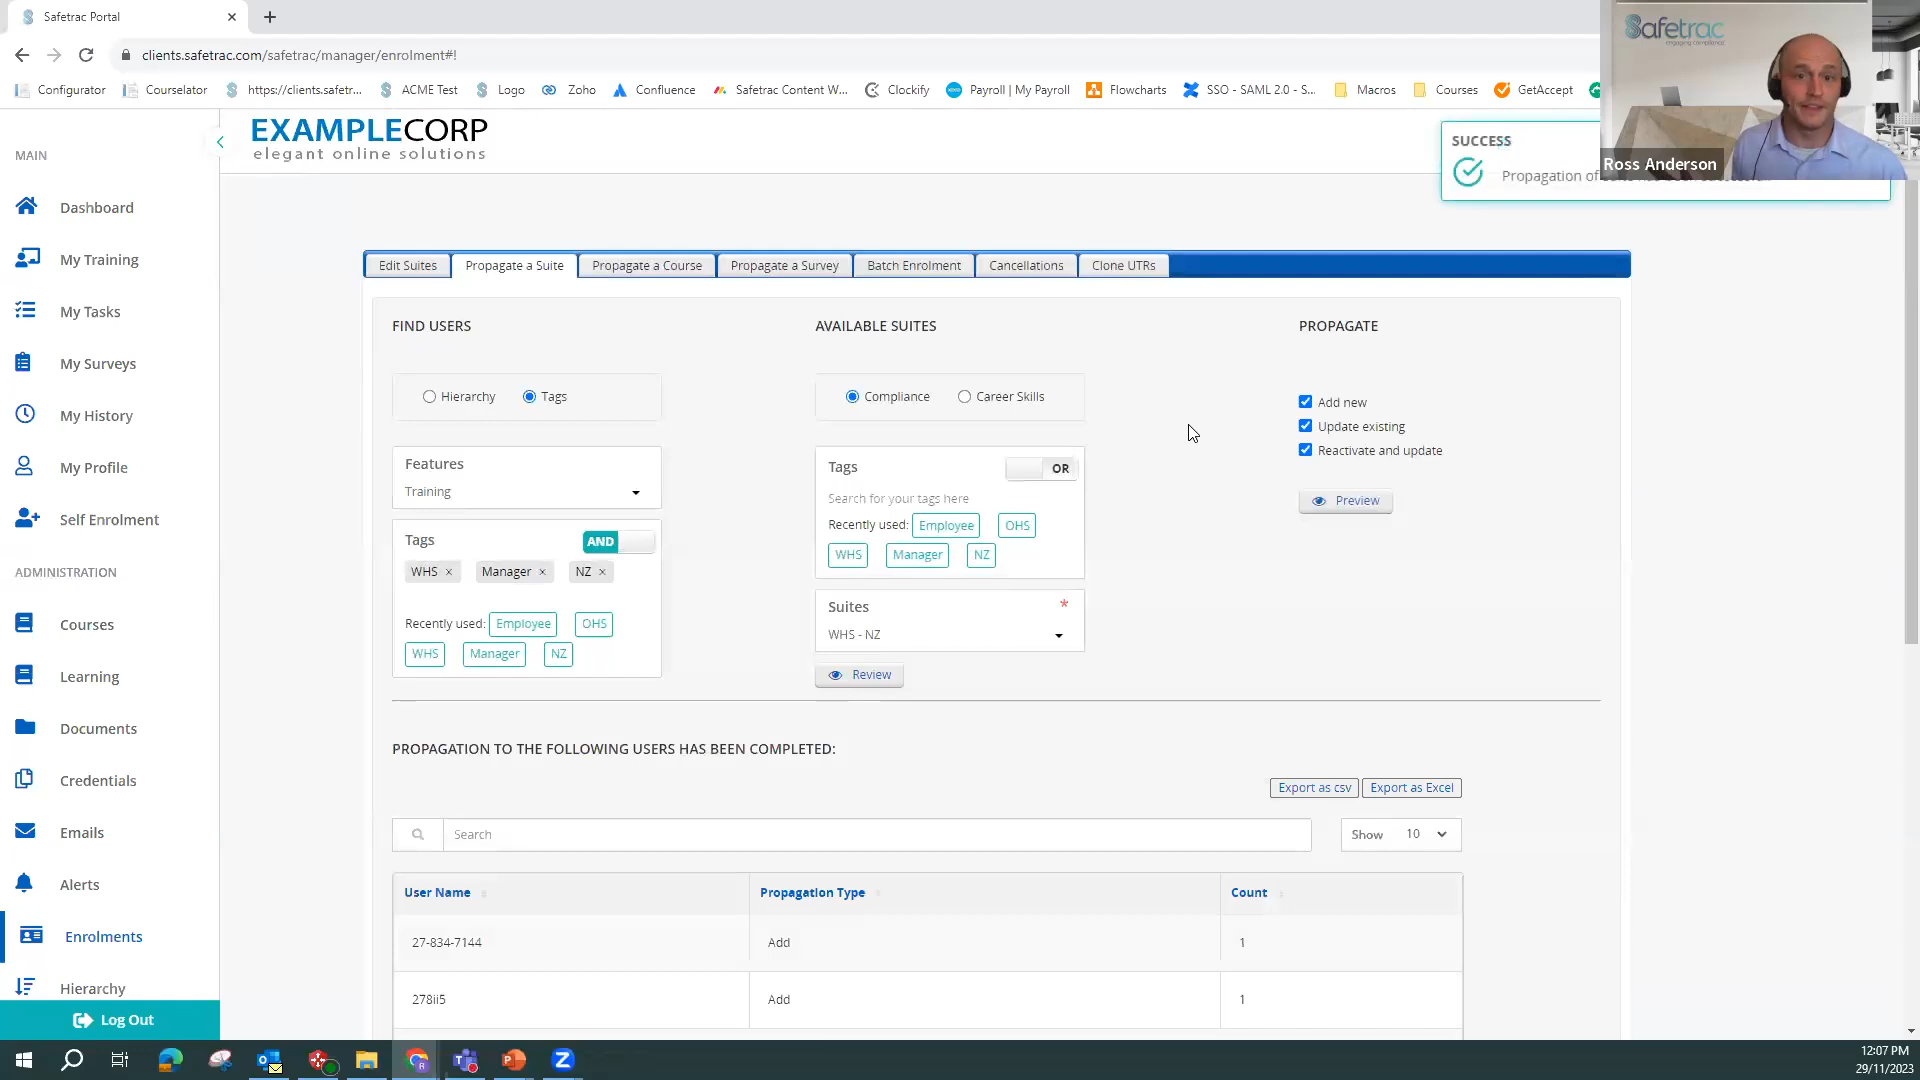 Safetrac Portal
clients.safetrac.com/safetrac/manager/enrolment#!
Configurator
Courselator
https://clients.safetr...
ACME Test
Logo
Zoho
Confluence
Safetrac Content W...
Clockify
Payroll | My Payroll
Flowcharts
SSO - SAML 2.0 - S...
Macros
Courses
GetAccept
Safetrac
engaging compliance
Ross Anderson
EXAMPLECORP
elegant online solutions
SUCCESS
Propagation of
MAIN
Dashboard
My Training
My Tasks
My Surveys
My History
My Profile
Self Enrolment
ADMINISTRATION
Courses
Learning
Documents
Credentials
Emails
Alerts
Enrolments
Hierarchy
Log Out
Edit Suites
Propagate a Suite
Propagate a Course
Propagate a Survey
Batch Enrolment
Cancellations
Clone UTRs
FIND USERS
Hierarchy
Tags
Features
Training
Tags
AND
WHS ×
Manager ×
NZ ×
Recently used: Employee OHS
WHS Manager NZ
AVAILABLE SUITES
Compliance
Career Skills
Tags
OR
Search for your tags here
Recently used: Employee OHS
WHS Manager NZ
Suites *
WHS - NZ
Review
PROPAGATE
Add new
Update existing
Reactivate and update
Preview
PROPAGATION TO THE FOLLOWING USERS HAS BEEN COMPLETED:
Export as csv
Export as Excel
Search
Show 10
User Name Propagation Type Count
27-834-7144 Add 1
278ii5 Add 1
12:07 PM
29/11/2023